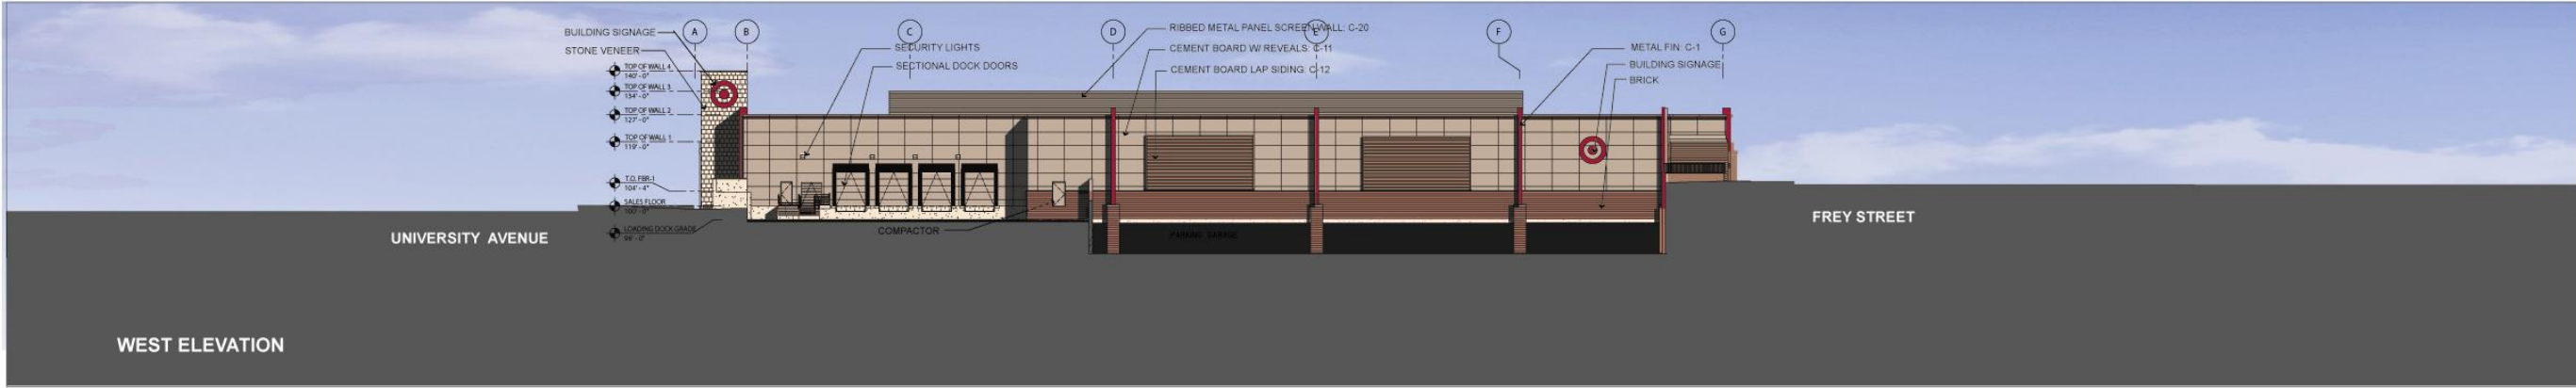 BUILDING SIGNAGE
STONE VENEER
A
B
C
D
E
F
G
SECURITY LIGHTS
SECTIONAL DOCK DOORS
RIBBED METAL PANEL SCREEN WALL: C-20
CEMENT BOARD W/ REVEALS: C-11
CEMENT BOARD LAP SIDING: C-12
METAL FIN: C-1
BUILDING SIGNAGE
BRICK
TOP OF WALL 4
140' - 0"
TOP OF WALL 3
134' - 0"
TOP OF WALL 2
127' - 0"
TOP OF WALL 1
119' - 0"
T.O. FBR-1
104' - 4"
SALES FLOOR
100' - 0"
LOADING DOCK GRADE
96' - 0"
COMPACTOR
PARKING GARAGE
UNIVERSITY AVENUE
FREY STREET
WEST ELEVATION